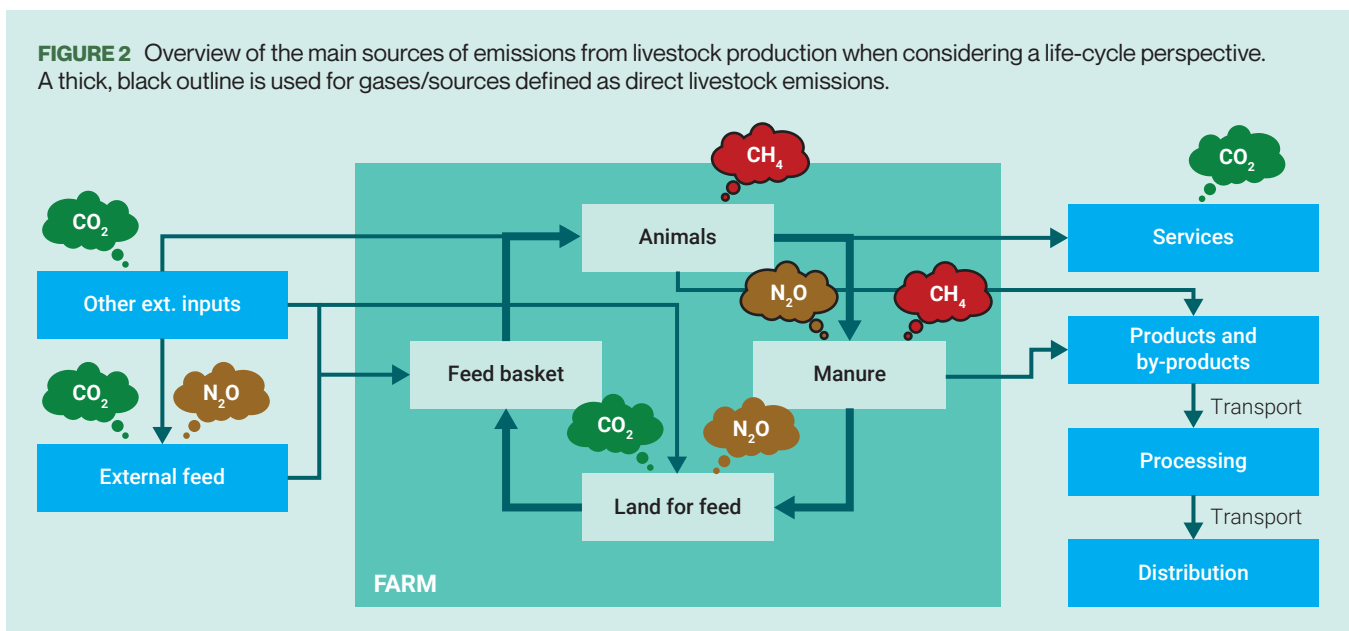 FIGURE 2 Overview of the main sources of emissions from livestock production when considering a life-cycle perspective.
A thick, black outline is used for gases/sources defined as direct livestock emissions.
CH₄
CO₂
CO₂
Animals
Services
Other ext. inputs
N₂O
CH₄
Products and
by-products
Feed basket
Manure
CO₂
N₂O
CO₂
N₂O
Transport
External feed
Land for feed
Processing
Transport
FARM
Distribution